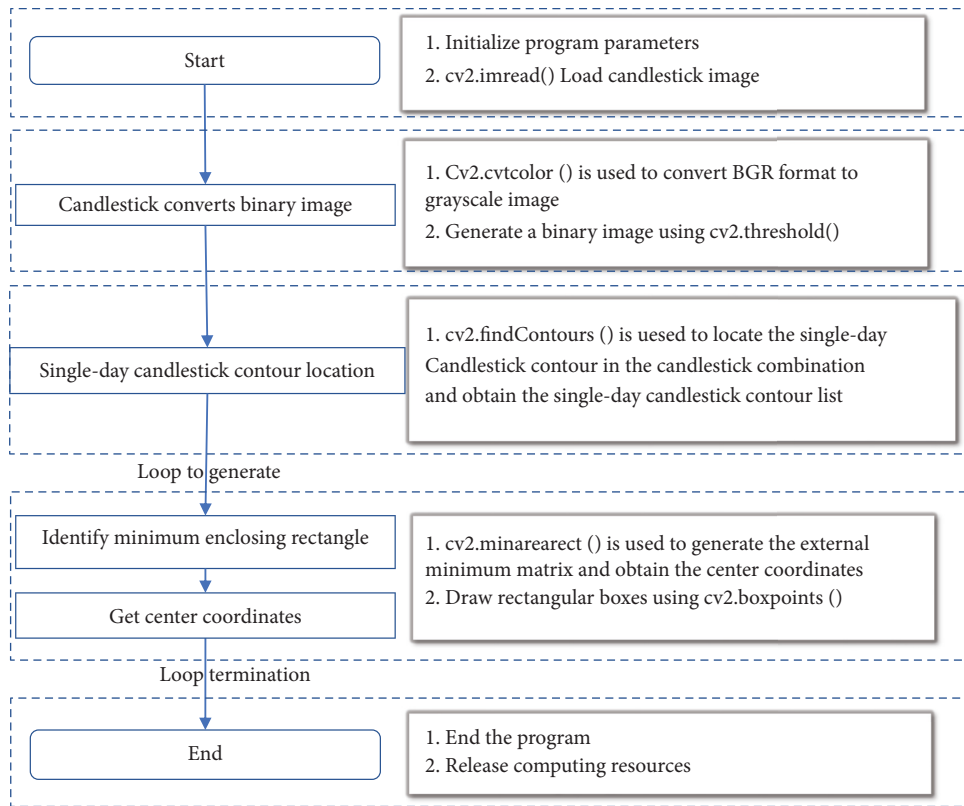 Start
1. Initialize program parameters
2. cv2.imread() Load candlestick image
Candlestick converts binary image
1. Cv2.cvtcolor () is used to convert BGR format to
grayscale image
2. Generate a binary image using cv2.threshold()
Single-day candlestick contour location
1. cv2.findContours () is uesed to locate the single-day
Candlestick contour in the candlestick combination
and obtain the single-day candlestick contour list
Loop to generate
Identify minimum enclosing rectangle
Get center coordinates
1. cv2.minarearect () is used to generate the external
minimum matrix and obtain the center coordinates
2. Draw rectangular boxes using cv2.boxpoints ()
Loop termination
End
1. End the program
2. Release computing resources